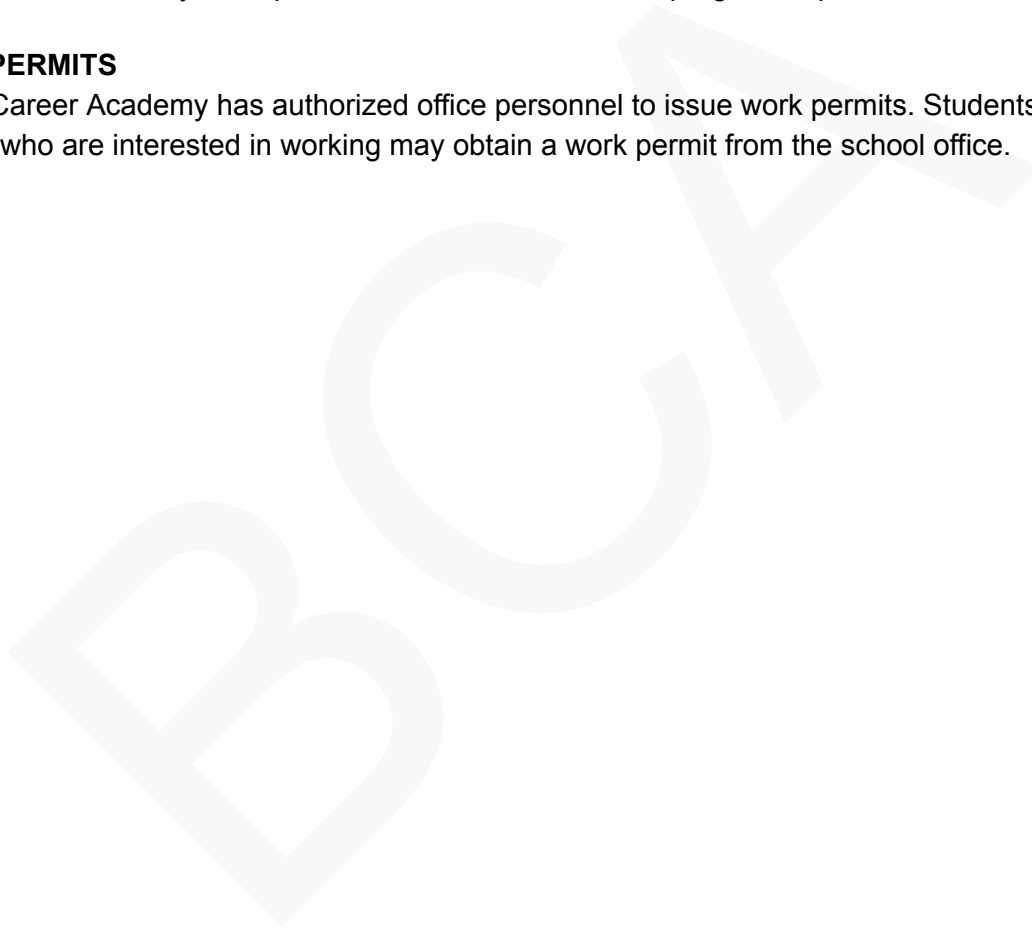 PERMITS
Career Academy has authorized office personnel to issue work permits. Students
who are interested in working may obtain a work permit from the school office.
BCA